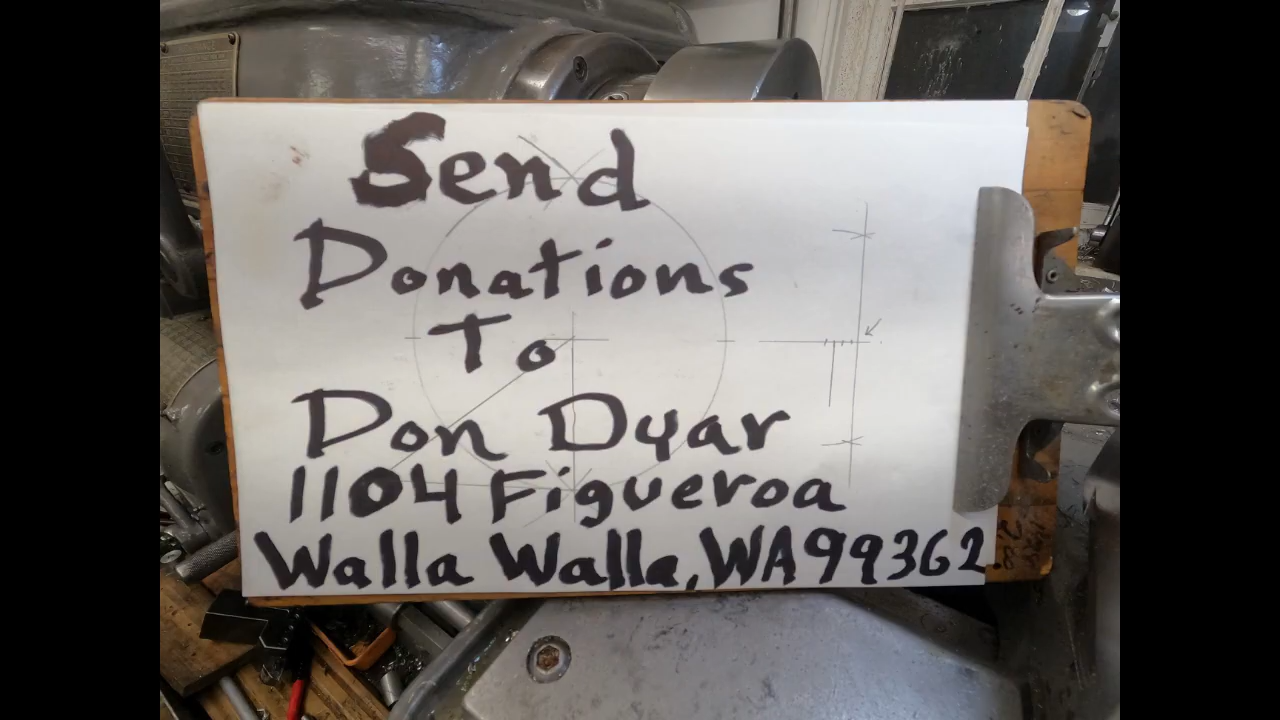 Send
Donations
To
Don Dyar
1104 Figueroa
Walla Walla, WA 99362.